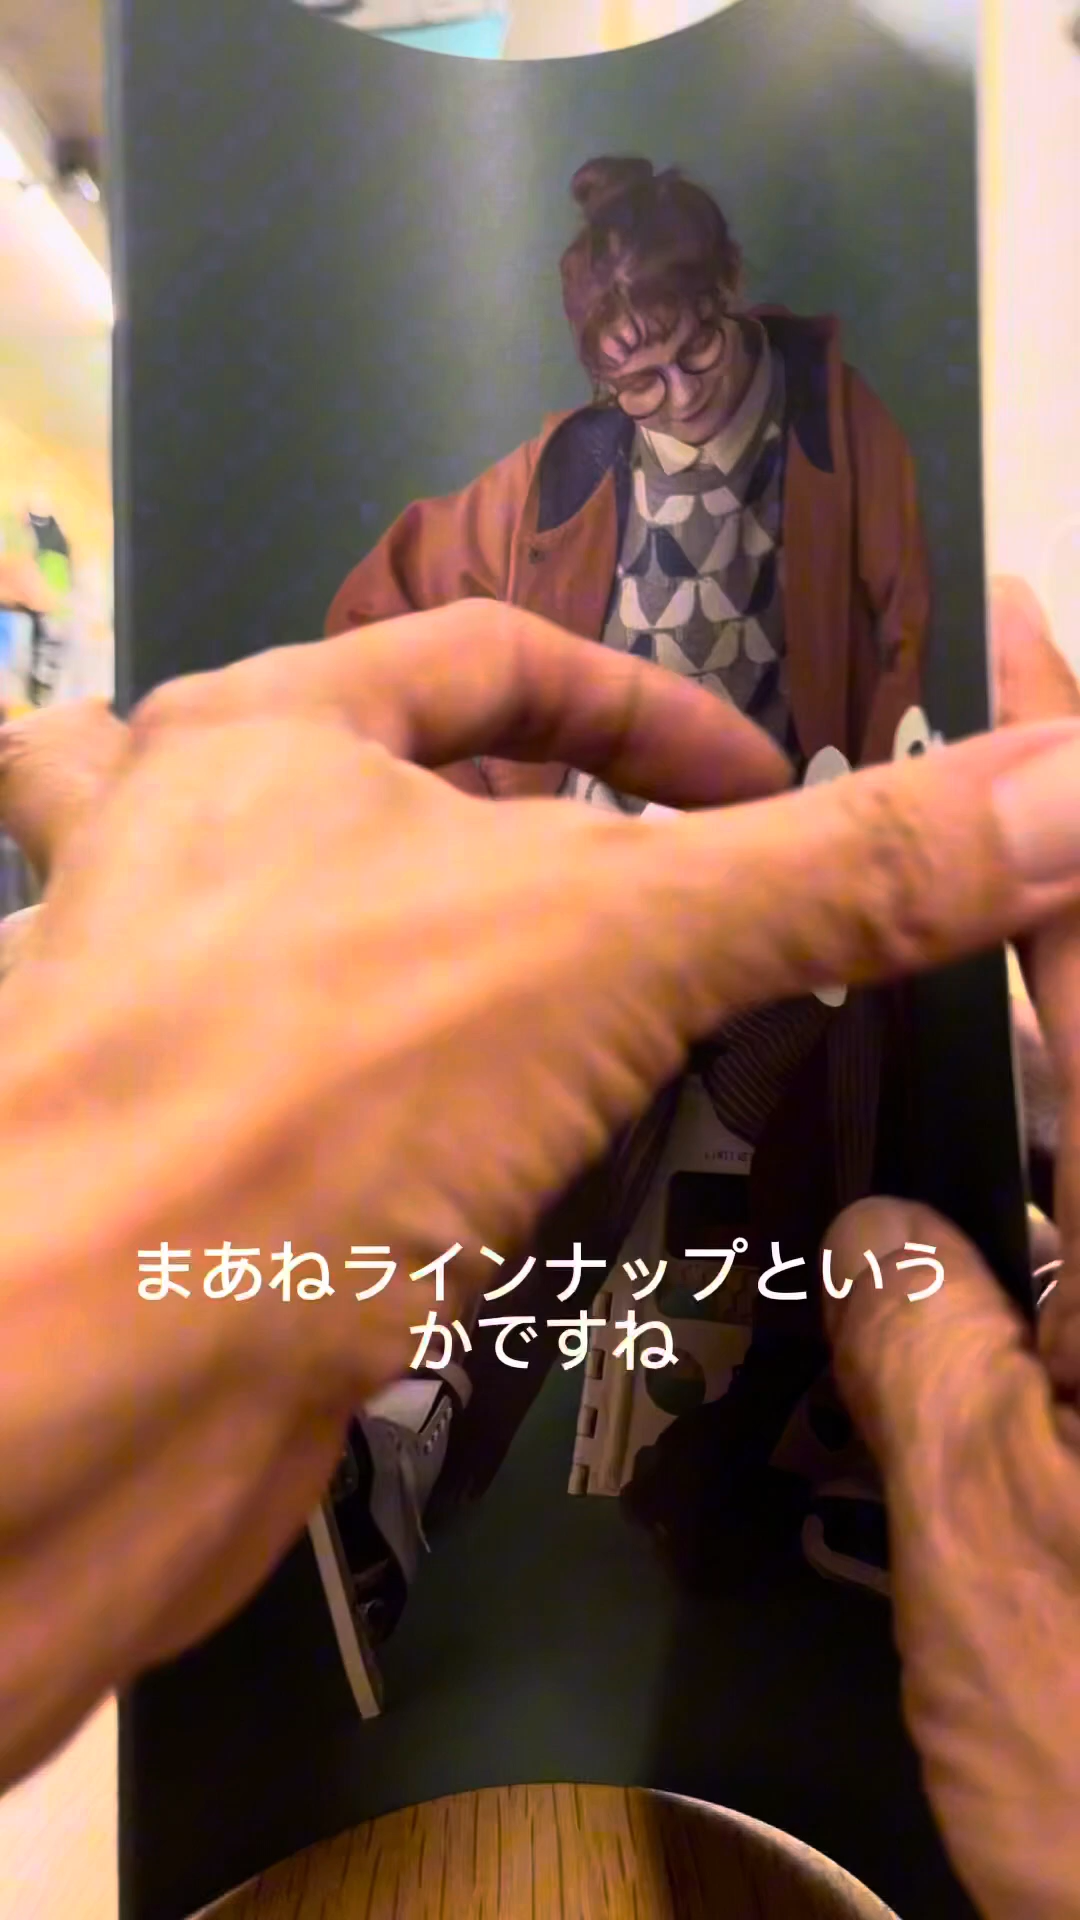 まあねラインナップという
かですね